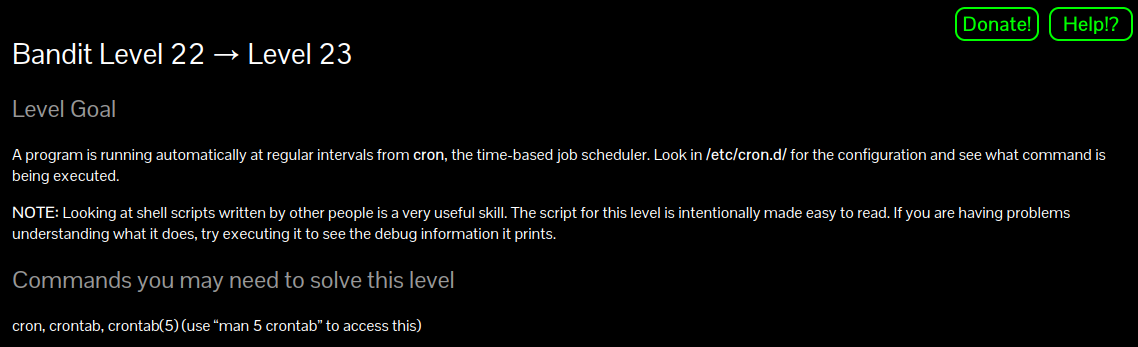 Donate! Help!?
Bandit Level 22 → Level 23
Level Goal
A program is running automatically at regular intervals from cron, the time-based job scheduler. Look in /etc/cron.d/ for the configuration and see what command is
being executed.
NOTE: Looking at shell scripts written by other people is a very useful skill. The script for this level is intentionally made easy to read. If you are having problems
understanding what it does, try executing it to see the debug information it prints.
Commands you may need to solve this level
cron, crontab, crontab(5) (use “man 5 crontab” to access this)